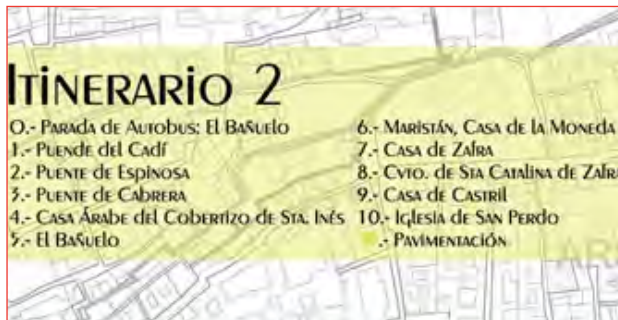 Itinerario 2
0.- Parada de Autobus: El Bañuelo
1.- Puende del Cadí
2.- Puente de Espinosa
3.- Puente de Cabrera
4.- Casa Árabe del Cobertizo de Sta. Inés
5.- El Bañuelo
6.- Maristán, Casa de la Moneda
7.- Casa de Zafra
8.- Cvto. de Sta Catalina de Zafra
9.- Casa de Castril
10.- Iglesia de San Perdo
.- Pavimentación